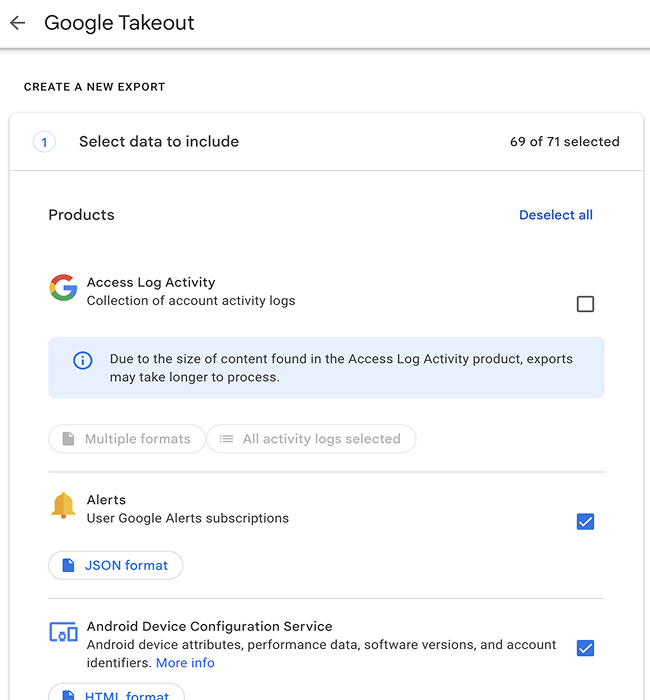 Google Takeout
CREATE A NEW EXPORT
1 Select data to include 69 of 71 selected
Products Deselect all
Access Log Activity
Collection of account activity logs
Due to the size of content found in the Access Log Activity product, exports
may take longer to process.
Multiple formats All activity logs selected
Alerts
User Google Alerts subscriptions
JSON format
Android Device Configuration Service
Android device attributes, performance data, software versions, and account
identifiers. More info
HTML format